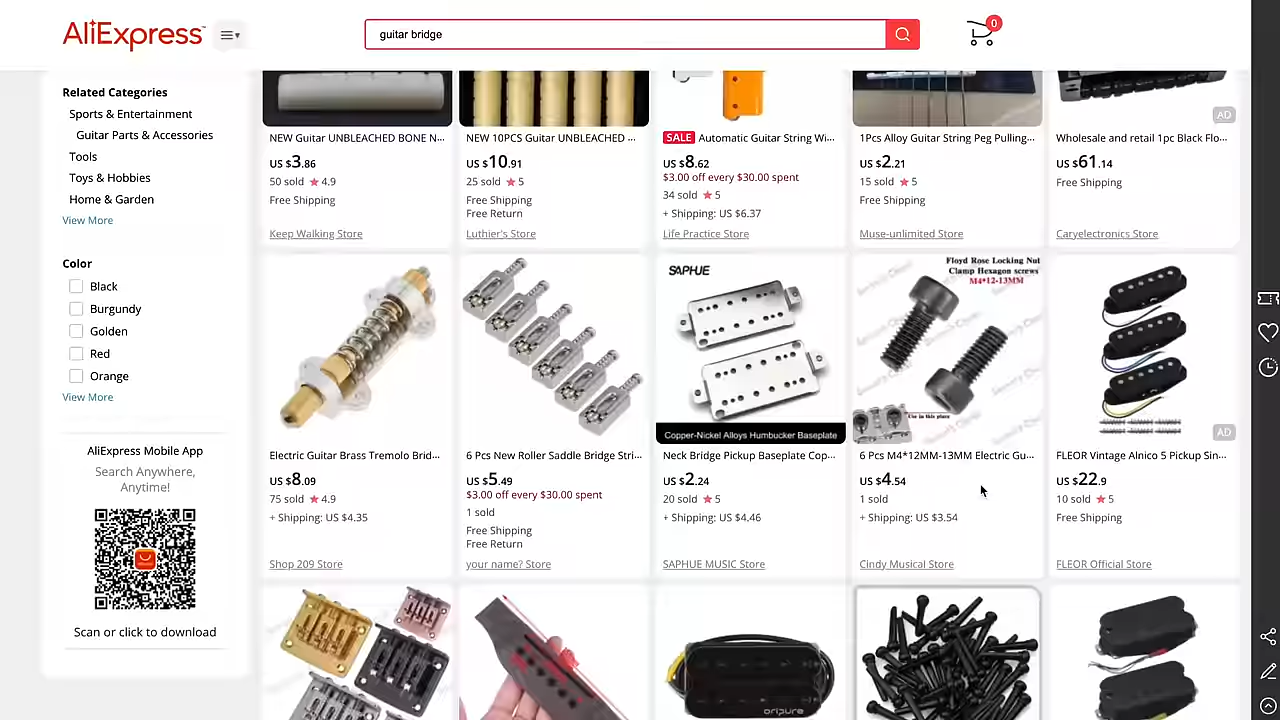 AliExpress
guitar bridge
0
Related Categories
Sports & Entertainment
Guitar Parts & Accessories
Tools
Toys & Hobbies
Home & Garden
View More
Color
Black
Burgundy
Golden
Red
Orange
View More
AliExpress Mobile App
Search Anywhere,
Anytime!
Scan or click to download
NEW Guitar UNBLEACHED BONE N...
US $3.86
50 sold 4.9
Free Shipping
Keep Walking Store
NEW 10PCS Guitar UNBLEACHED ...
US $10.91
25 sold 5
Free Shipping
Free Return
Luthier's Store
SALE Automatic Guitar String Wi...
US $8.62
$3.00 off every $30.00 spent
34 sold 5
+ Shipping: US $6.37
Life Practice Store
1Pcs Alloy Guitar String Peg Pulling...
US $2.21
15 sold 5
Free Shipping
Muse-unlimited Store
AD
Wholesale and retail 1pc Black Flo...
US $61.14
Free Shipping
Caryelectronics Store
Electric Guitar Brass Tremolo Brid...
US $8.09
75 sold 4.9
+ Shipping: US $4.35
Shop 209 Store
6 Pcs New Roller Saddle Bridge Stri...
US $5.49
$3.00 off every $30.00 spent
1 sold
Free Shipping
Free Return
your name? Store
SAPHUE
Copper-Nickel Alloys Humbucker Baseplate
Neck Bridge Pickup Baseplate Cop...
US $2.24
20 sold 5
+ Shipping: US $4.46
SAPHUE MUSIC Store
Floyd Rose Locking Nut
Clamp Hexagon screws
M4*12-13MM
Use in this place
6 Pcs M4*12MM-13MM Electric Gu...
US $4.54
1 sold
+ Shipping: US $3.54
Cindy Musical Store
AD
FLEOR Vintage Alnico 5 Pickup Sin...
US $22.9
10 sold 5
Free Shipping
FLEOR Official Store
oripure